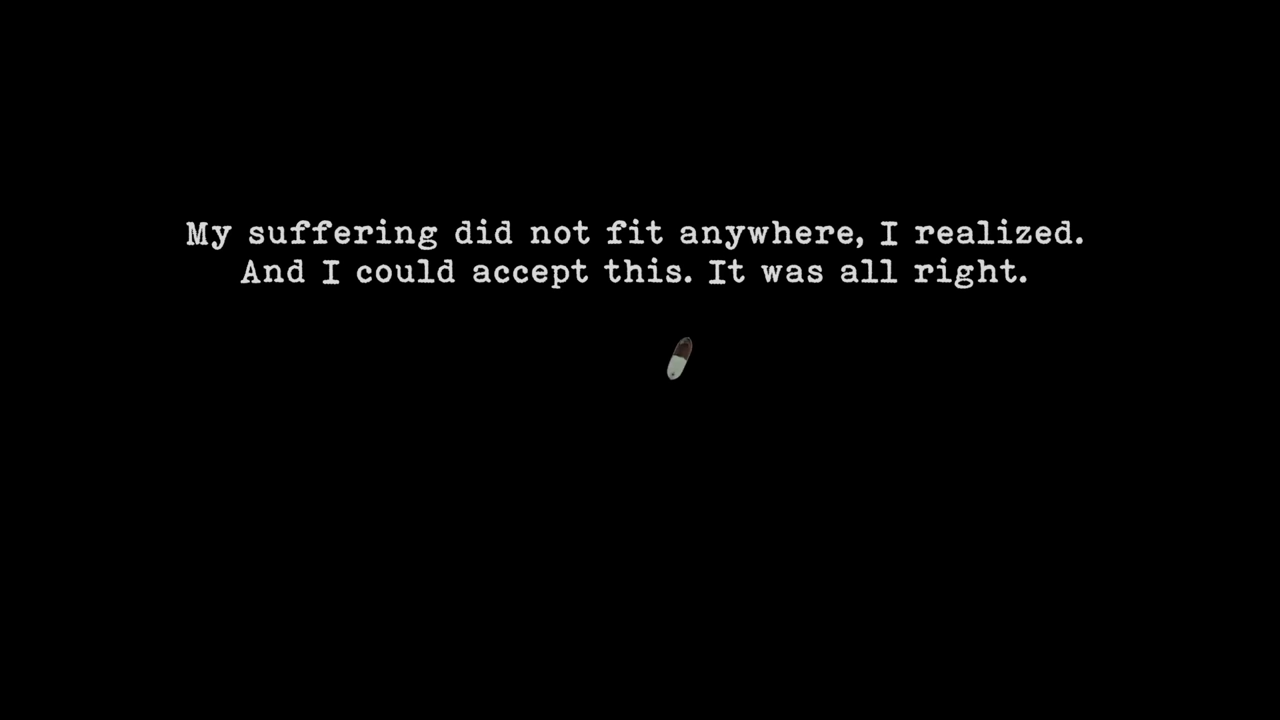 My suffering did not fit anywhere, I realized.
And I could accept this. It was all right.